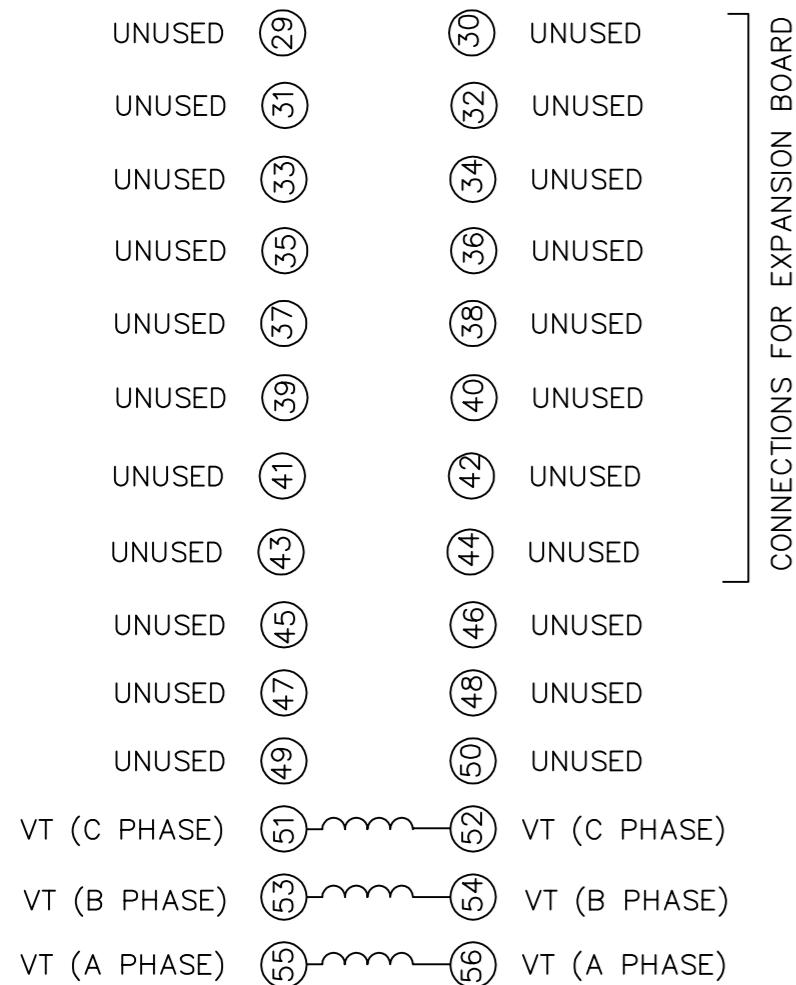 UNUSED 29 30 UNUSED
UNUSED 31 32 UNUSED
UNUSED 33 34 UNUSED
UNUSED 35 36 UNUSED
UNUSED 37 38 UNUSED
UNUSED 39 40 UNUSED
UNUSED 41 42 UNUSED
UNUSED 43 44 UNUSED
UNUSED 45 46 UNUSED
UNUSED 47 48 UNUSED
UNUSED 49 50 UNUSED
VT (C PHASE) 51 52 VT (C PHASE)
VT (B PHASE) 53 54 VT (B PHASE)
VT (A PHASE) 55 56 VT (A PHASE)
CONNECTIONS FOR EXPANSION BOARD